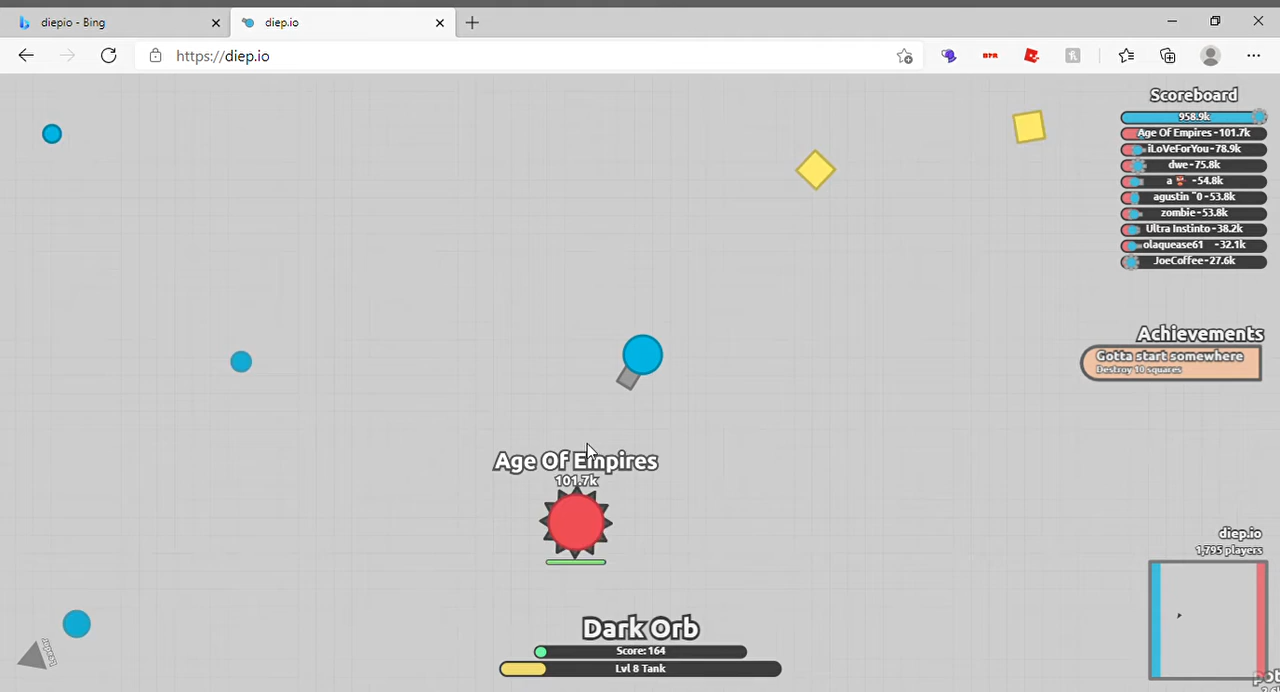 diepio - Bing
diep.io
https://diep.io
Scoreboard
958.9k
Age Of Empires - 101.7k
iLoVeForYou - 78.9k
dwe - 75.8k
a - 54.8k
agustin ~0 - 53.8k
zombie - 53.8k
Ultra Instinto - 38.2k
olaquease61 - 32.1k
JoeCoffee - 27.6k
Achievements
Gotta start somewhere
Destroy 10 squares
Age Of Empires
101.7k
diep.io
1,795 players
Dark Orb
Score: 164
Lvl 8 Tank
Leader